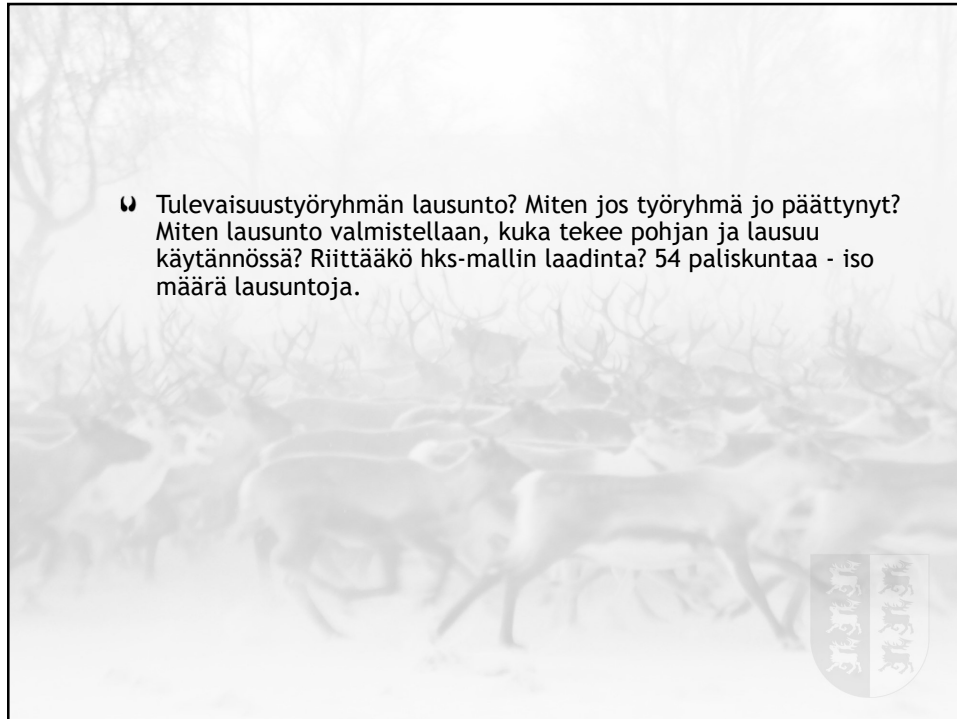 Tulevaisuustyöryhmän lausunto? Miten jos työryhmä jo päättynyt?
Miten lausunto valmistellaan, kuka tekee pohjan ja lausuu
käytännössä? Riittääkö hks-mallin laadinta? 54 paliskuntaa - iso
määrä lausuntoja.